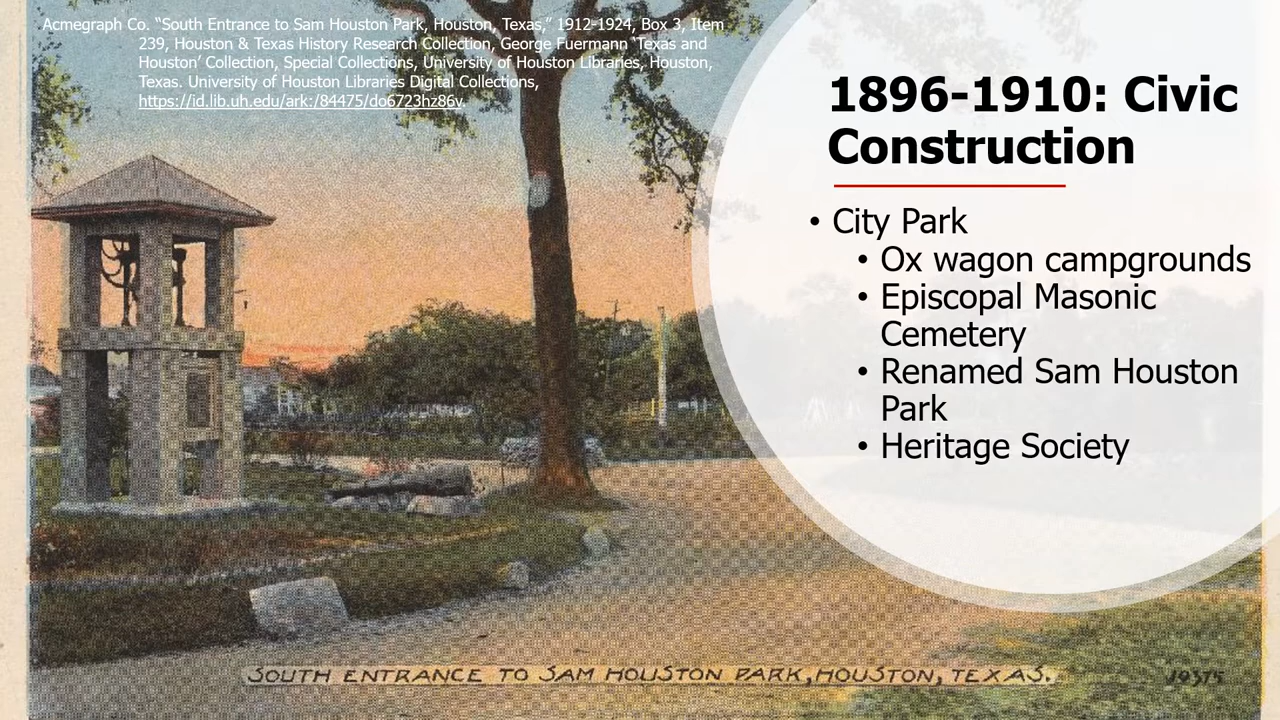 Acmegraph Co. “South Entrance to Sam Houston Park, Houston, Texas,” 1912-1924, Box 3, Item
239, Houston & Texas History Research Collection, George Fuermann ‘Texas and
Houston’ Collection, Special Collections, University of Houston Libraries, Houston,
Texas. University of Houston Libraries Digital Collections,
https://id.lib.uh.edu/ark:/84475/do6723hz86v.
1896-1910: Civic
Construction
• City Park
• Ox wagon campgrounds
• Episcopal Masonic
Cemetery
• Renamed Sam Houston
Park
• Heritage Society
SOUTH ENTRANCE TO SAM HOUSTON PARK, HOUSTON, TEXAS.